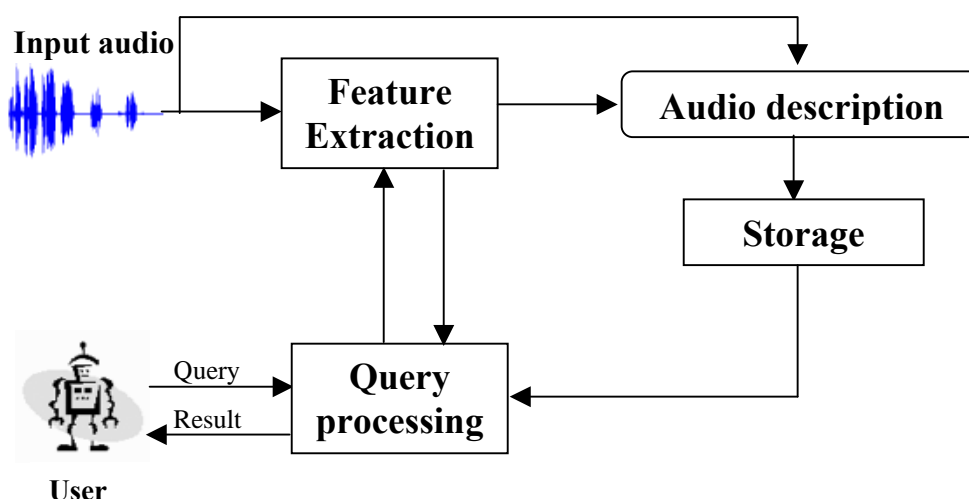 Input audio
Feature
Extraction
Audio description
Storage
Query
Result
Query
processing
User